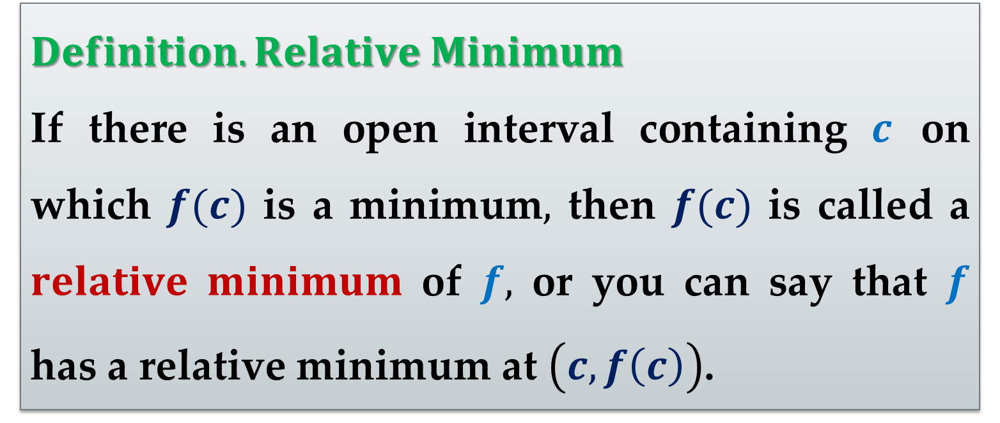 Definition. Relative Minimum
If there is an open interval containing c on
which f(c) is a minimum, then f(c) is called a
relative minimum of f, or you can say that f
has a relative minimum at (c, f(c)).